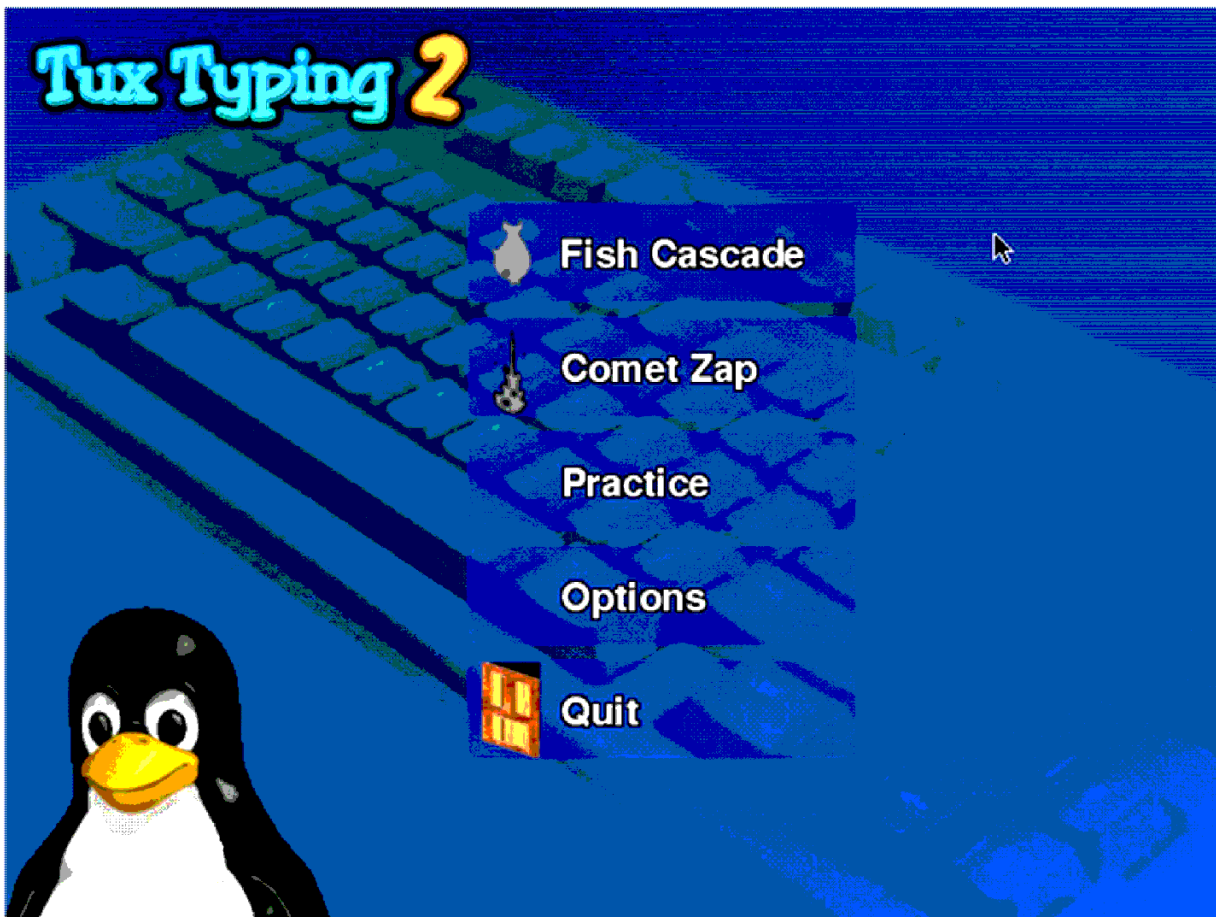 Tux Typing 2
Fish Cascade
Comet Zap
Practice
Options
Quit